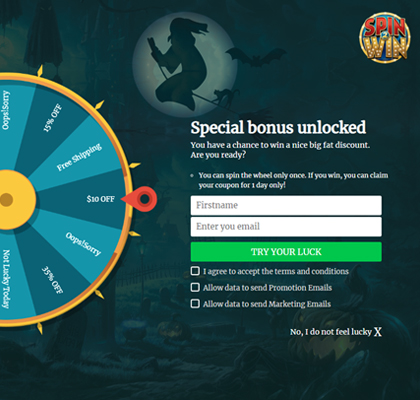 SPIN
WIN
Oops!Sorry
15% OFF
Free Shipping
$10 OFF
Oops!Sorry
35% OFF
Not Lucky Today
Special bonus unlocked
You have a chance to win a nice big fat discount.
Are you ready?
You can spin the wheel only once. If you win, you can claim
your coupon for 1 day only!
Firstname
Enter you email
TRY YOUR LUCK
I agree to accept the terms and conditions
Allow data to send Promotion Emails
Allow data to send Marketing Emails
No, I do not feel lucky X